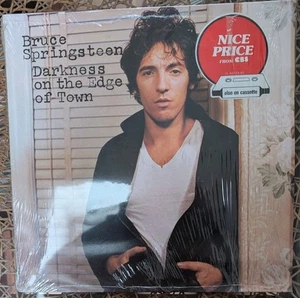 Bruce
Springsteen
Darkness
on the Edge
of Town
NICE
PRICE
FROM CBS
also on cassette